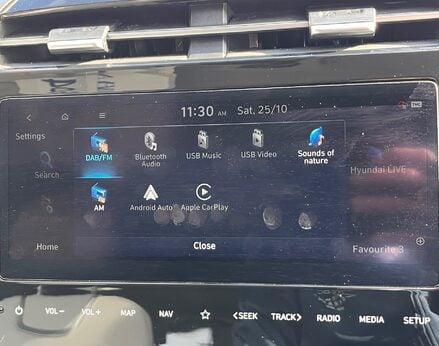 11:30 AM Sat, 25/10
Settings
DAB/FM
Bluetooth
Audio
USB Music
USB Video
Sounds of
nature
Search
Hyundai LIVE
AM
Android Auto
Apple CarPlay
Home
Close
Favourite 3
VOL− VOL+ MAP NAV <SEEK TRACK> RADIO MEDIA SETUP